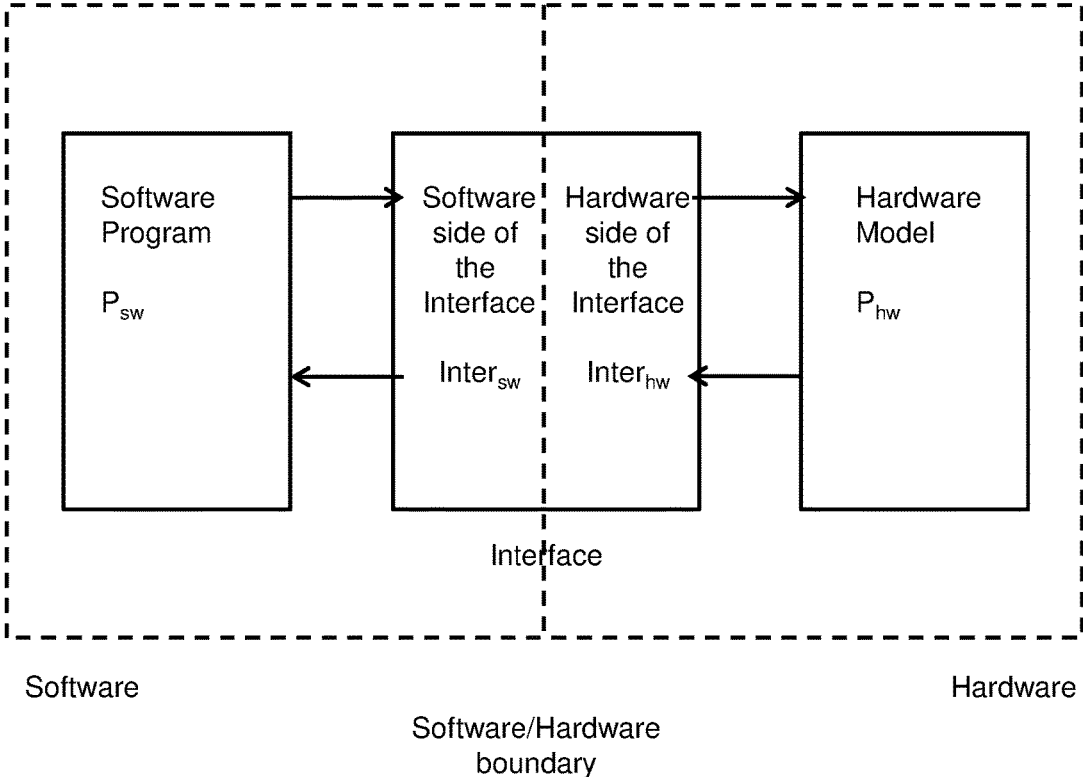 Software
Program
P_sw
Software
side of
the
Interface
Inter_sw
Hardware
side of
the
Interface
Inter_hw
Hardware
Model
P_hw
Interface
Software
Hardware
Software/Hardware
boundary